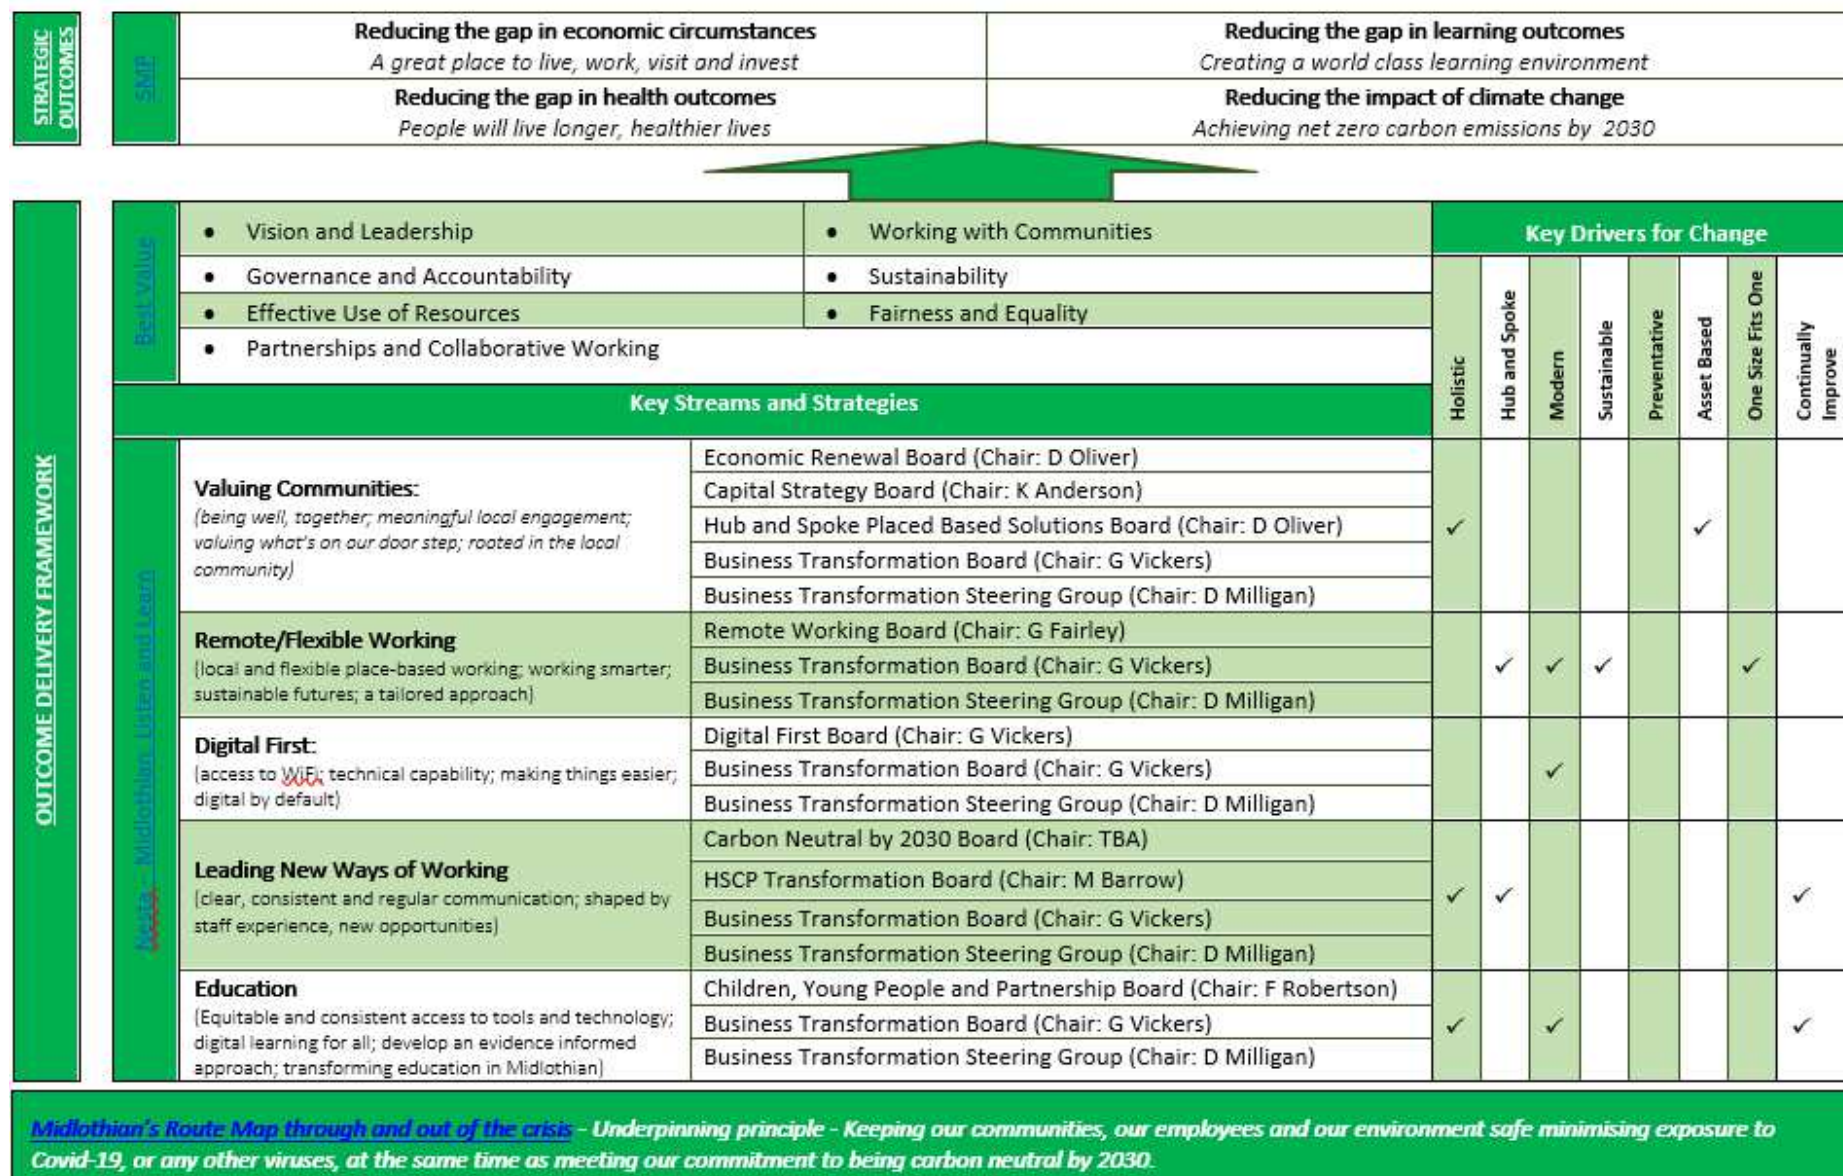 STRATEGIC
OUTCOMES
SMP
Reducing the gap in economic circumstances
A great place to live, work, visit and invest
Reducing the gap in learning outcomes
Creating a world class learning environment
Reducing the gap in health outcomes
People will live longer, healthier lives
Reducing the impact of climate change
Achieving net zero carbon emissions by 2030
OUTCOME DELIVERY FRAMEWORK
Best Value
• Vision and Leadership
• Working with Communities
• Governance and Accountability
• Sustainability
• Effective Use of Resources
• Fairness and Equality
• Partnerships and Collaborative Working
Key Drivers for Change
Holistic
Hub and Spoke
Modern
Sustainable
Preventative
Asset Based
One Size Fits One
Continually
Improve
Key Streams and Strategies
Nesta – Midlothian, Listen and Learn
Valuing Communities:
(being well, together; meaningful local engagement;
valuing what's on our door step; rooted in the local
community)
Economic Renewal Board (Chair: D Oliver)
Capital Strategy Board (Chair: K Anderson)
Hub and Spoke Placed Based Solutions Board (Chair: D Oliver)
Business Transformation Board (Chair: G Vickers)
Business Transformation Steering Group (Chair: D Milligan)
✓ ✓
Remote/Flexible Working
(local and flexible place-based working; working smarter;
sustainable futures; a tailored approach)
Remote Working Board (Chair: G Fairley)
Business Transformation Board (Chair: G Vickers)
Business Transformation Steering Group (Chair: D Milligan)
✓ ✓ ✓ ✓
Digital First:
(access to WiFi; technical capability; making things easier;
digital by default)
Digital First Board (Chair: G Vickers)
Business Transformation Board (Chair: G Vickers)
Business Transformation Steering Group (Chair: D Milligan)
✓
Leading New Ways of Working
(clear, consistent and regular communication; shaped by
staff experience, new opportunities)
Carbon Neutral by 2030 Board (Chair: TBA)
HSCP Transformation Board (Chair: M Barrow)
Business Transformation Board (Chair: G Vickers)
Business Transformation Steering Group (Chair: D Milligan)
✓ ✓ ✓
Education
(Equitable and consistent access to tools and technology;
digital learning for all; develop an evidence informed
approach; transforming education in Midlothian)
Children, Young People and Partnership Board (Chair: F Robertson)
Business Transformation Board (Chair: G Vickers)
Business Transformation Steering Group (Chair: D Milligan)
✓ ✓ ✓
Midlothian's Route Map through and out of the crisis - Underpinning principle - Keeping our communities, our employees and our environment safe minimising exposure to
Covid-19, or any other viruses, at the same time as meeting our commitment to being carbon neutral by 2030.